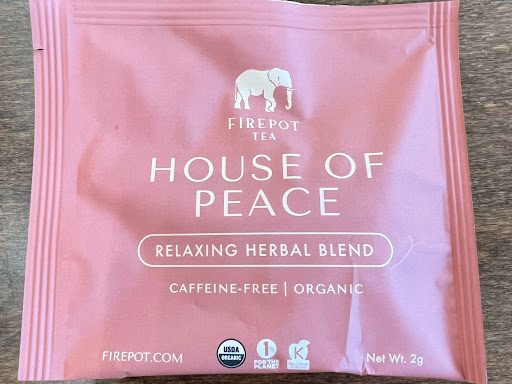 FIREPOT
TEA
HOUSE OF
PEACE
RELAXING HERBAL BLEND
CAFFEINE-FREE | ORGANIC
FIREPOT.COM
USDA
ORGANIC
1%
FOR THE
PLANET
K
Net Wt. 2g